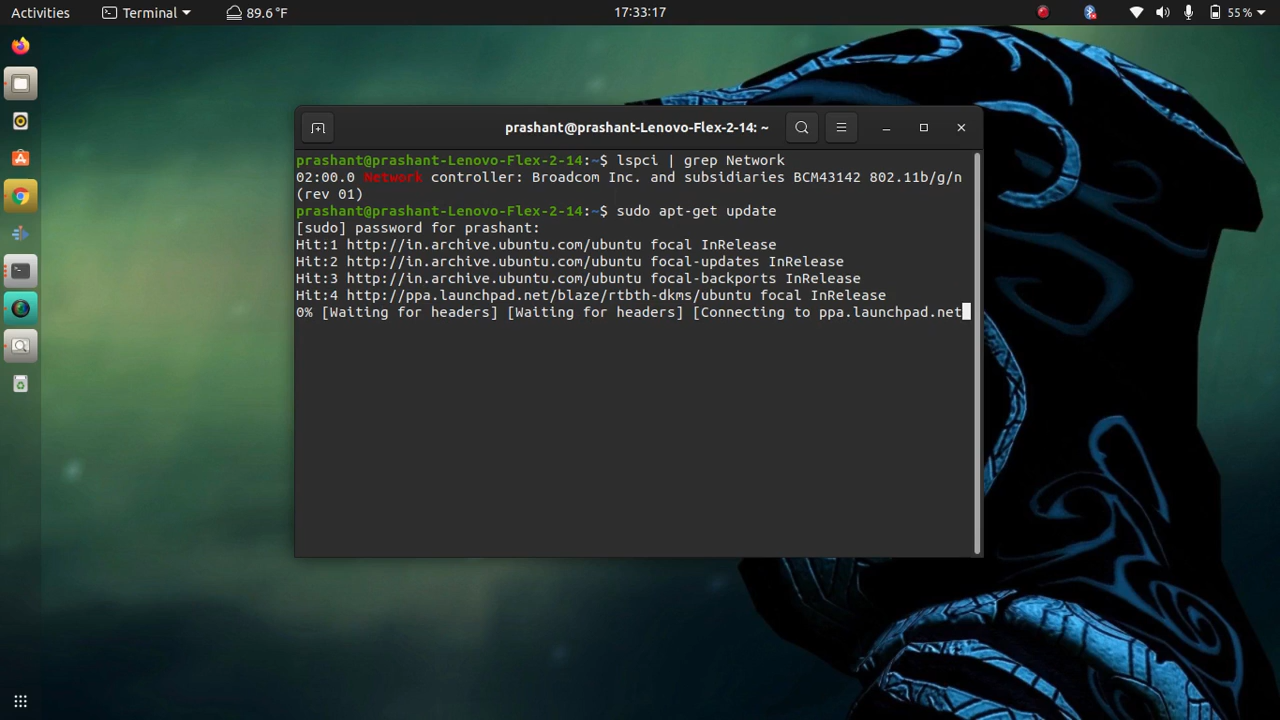 Activities
Terminal
89.6 °F
17:33:17
55 %
prashant@prashant-Lenovo-Flex-2-14: ~
prashant@prashant-Lenovo-Flex-2-14:~$ lspci | grep Network
02:00.0 Network controller: Broadcom Inc. and subsidiaries BCM43142 802.11b/g/n
(rev 01)
prashant@prashant-Lenovo-Flex-2-14:~$ sudo apt-get update
[sudo] password for prashant:
Hit:1 http://in.archive.ubuntu.com/ubuntu focal InRelease
Hit:2 http://in.archive.ubuntu.com/ubuntu focal-updates InRelease
Hit:3 http://in.archive.ubuntu.com/ubuntu focal-backports InRelease
Hit:4 http://ppa.launchpad.net/blaze/rtbth-dkms/ubuntu focal InRelease
0% [Waiting for headers] [Waiting for headers] [Connecting to ppa.launchpad.net